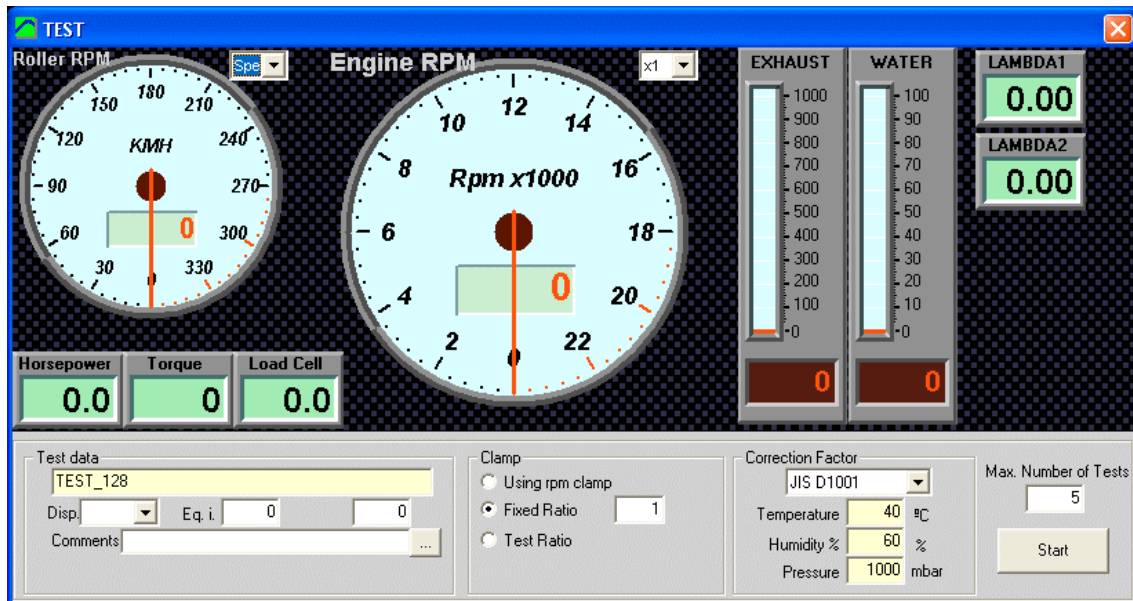 TEST
Roller RPM
Spe
Engine RPM
x1
EXHAUST
WATER
LAMBDA1
0.00
LAMBDA2
0.00
0
30
60
90
120
150
180
210
240
270
300
330
KMH
0
0
2
4
6
8
10
12
14
16
18
20
22
Rpm x1000
0
1000
900
800
700
600
500
400
300
200
100
0
0
100
90
80
70
60
50
40
30
20
10
0
0
Horsepower
0.0
Torque
0
Load Cell
0.0
Test data
TEST_128
Disp.
Eq. i. 0 0
Comments ...
Clamp
Using rpm clamp
Fixed Ratio 1
Test Ratio
Correction Factor
JIS D1001
Temperature 40 ºC
Humidity % 60 %
Pressure 1000 mbar
Max. Number of Tests
5
Start